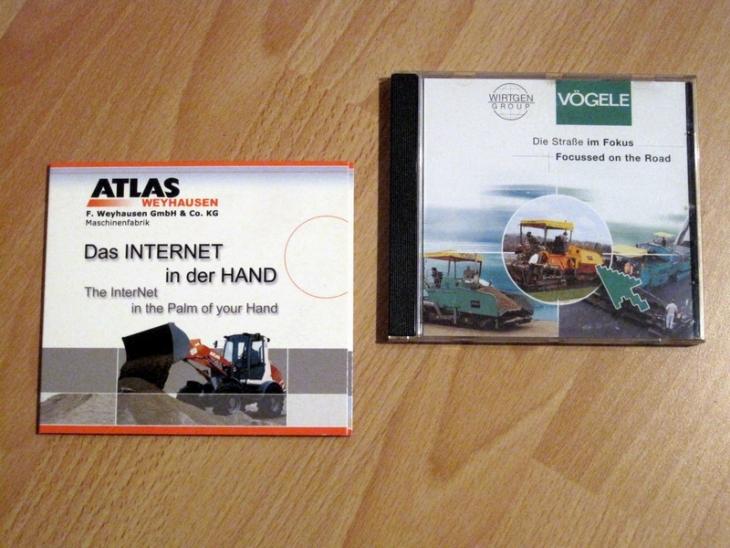 ATLAS
WEYHAUSEN
F. Weyhausen GmbH & Co. KG
Maschinenfabrik
Das INTERNET
in der HAND
The InterNet
in the Palm of your Hand
WIRTGEN
GROUP
VÖGELE
Die Straße im Fokus
Focussed on the Road